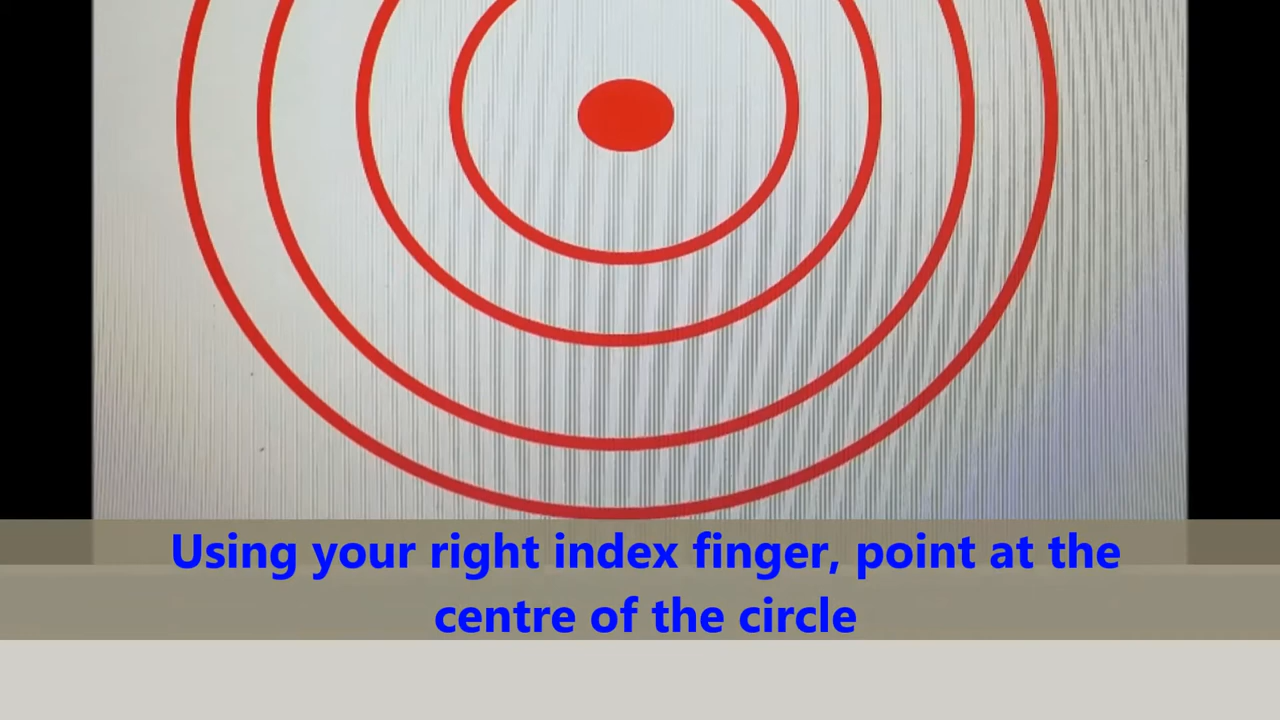 Using your right index finger, point at the
centre of the circle